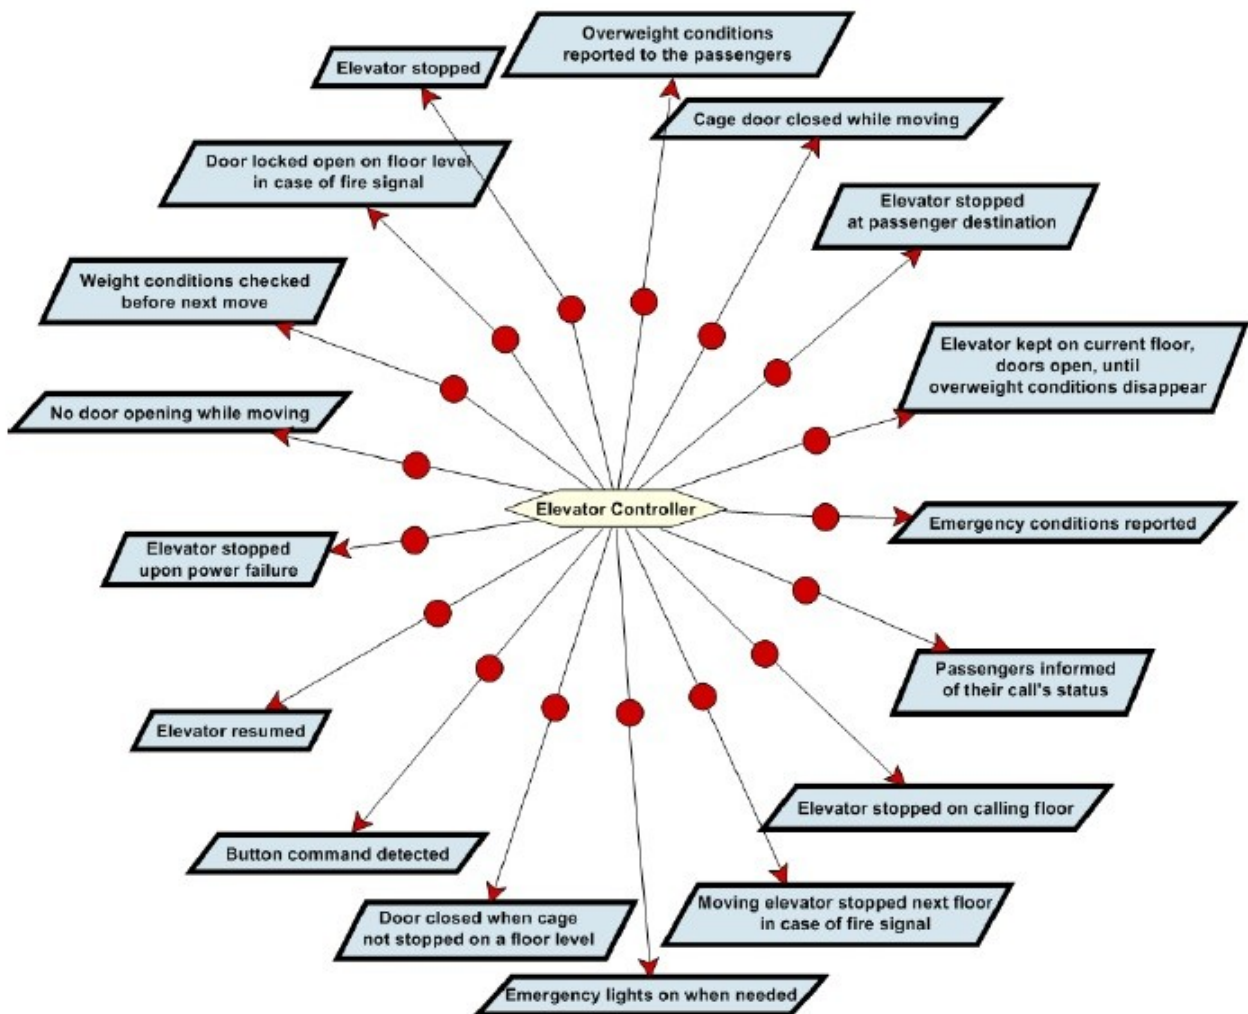 Overweight conditions
reported to the passengers
Elevator stopped
Cage door closed while moving
Door locked open on floor level
in case of fire signal
Elevator stopped
at passenger destination
Weight conditions checked
before next move
Elevator kept on current floor,
doors open, until
overweight conditions disappear
No door opening while moving
Elevator Controller
Emergency conditions reported
Elevator stopped
upon power failure
Passengers informed
of their call's status
Elevator resumed
Elevator stopped on calling floor
Button command detected
Moving elevator stopped next floor
in case of fire signal
Door closed when cage
not stopped on a floor level
Emergency lights on when needed